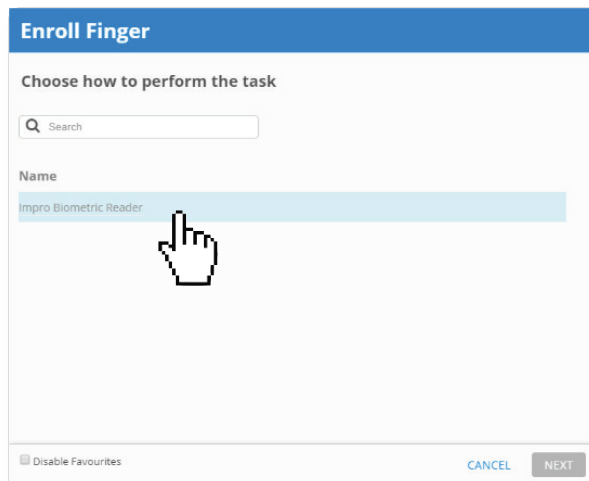 Enroll Finger
Choose how to perform the task
Search
Name
Impro Biometric Reader
Disable Favourites
CANCEL
NEXT